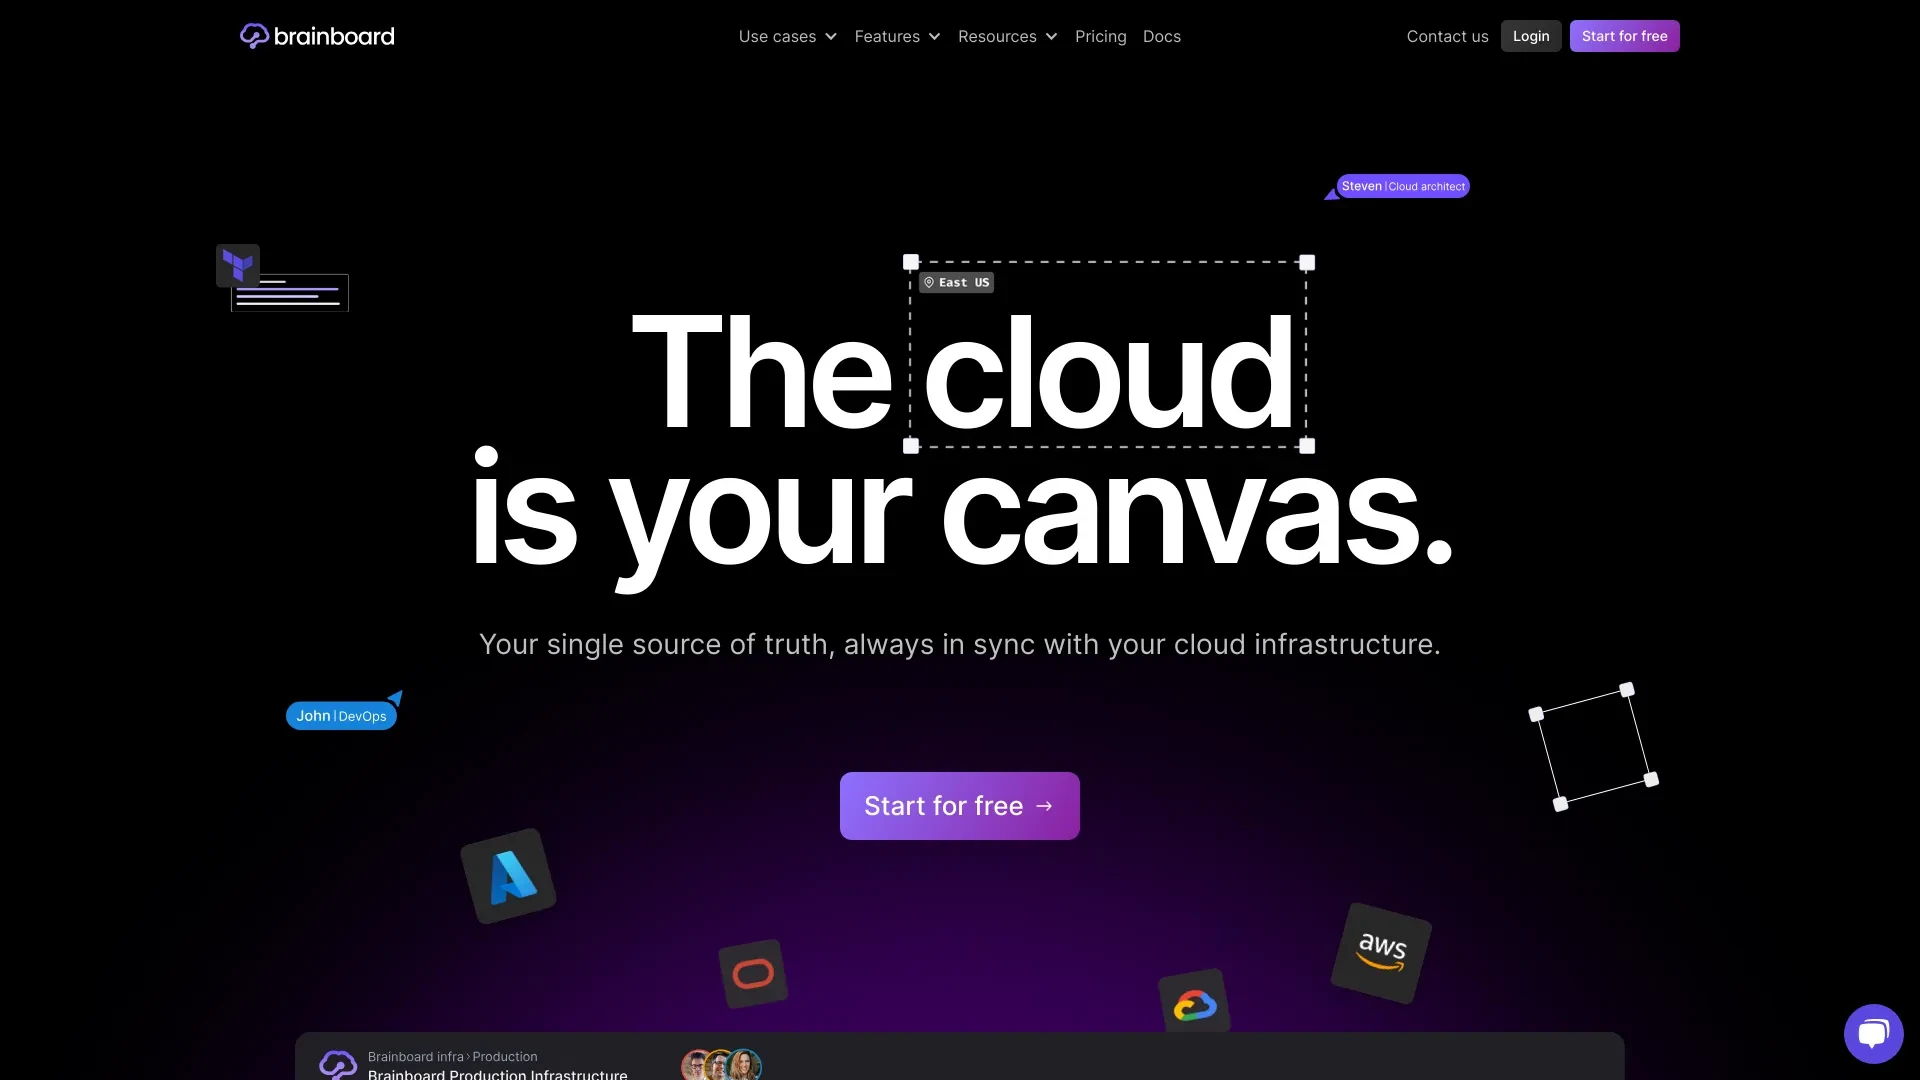 brainboard
Use cases
Features
Resources
Pricing
Docs
Contact us
Login
Start for free
Steven | Cloud architect
East US
The cloud
is your canvas.
Your single source of truth, always in sync with your cloud infrastructure.
John | DevOps
Start for free →
aws
Brainboard infra › Production
Brainboard Production Infrastructure